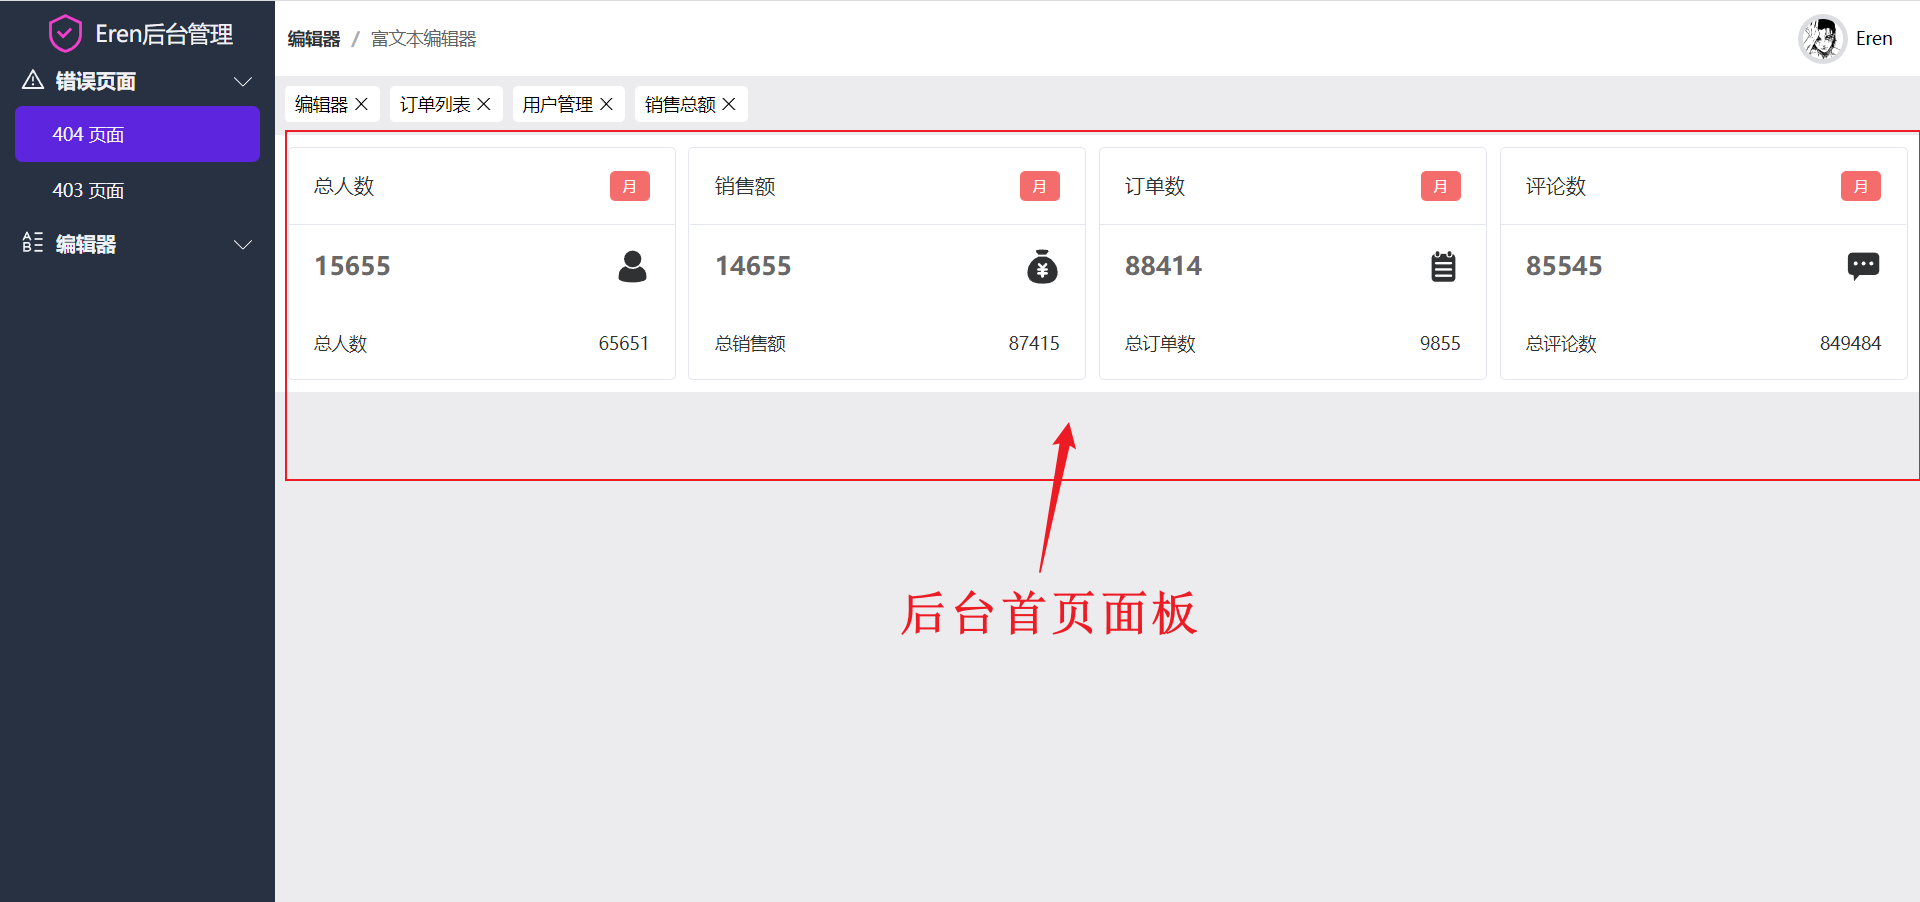 Eren后台管理
错误页面
404 页面
403 页面
编辑器
编辑器 / 富文本编辑器
Eren
编辑器 订单列表 用户管理 销售总额
总人数 月
15655
总人数 65651
销售额 月
14655
总销售额 87415
订单数 月
88414
总订单数 9855
评论数 月
85545
总评论数 849484
后台首页面板